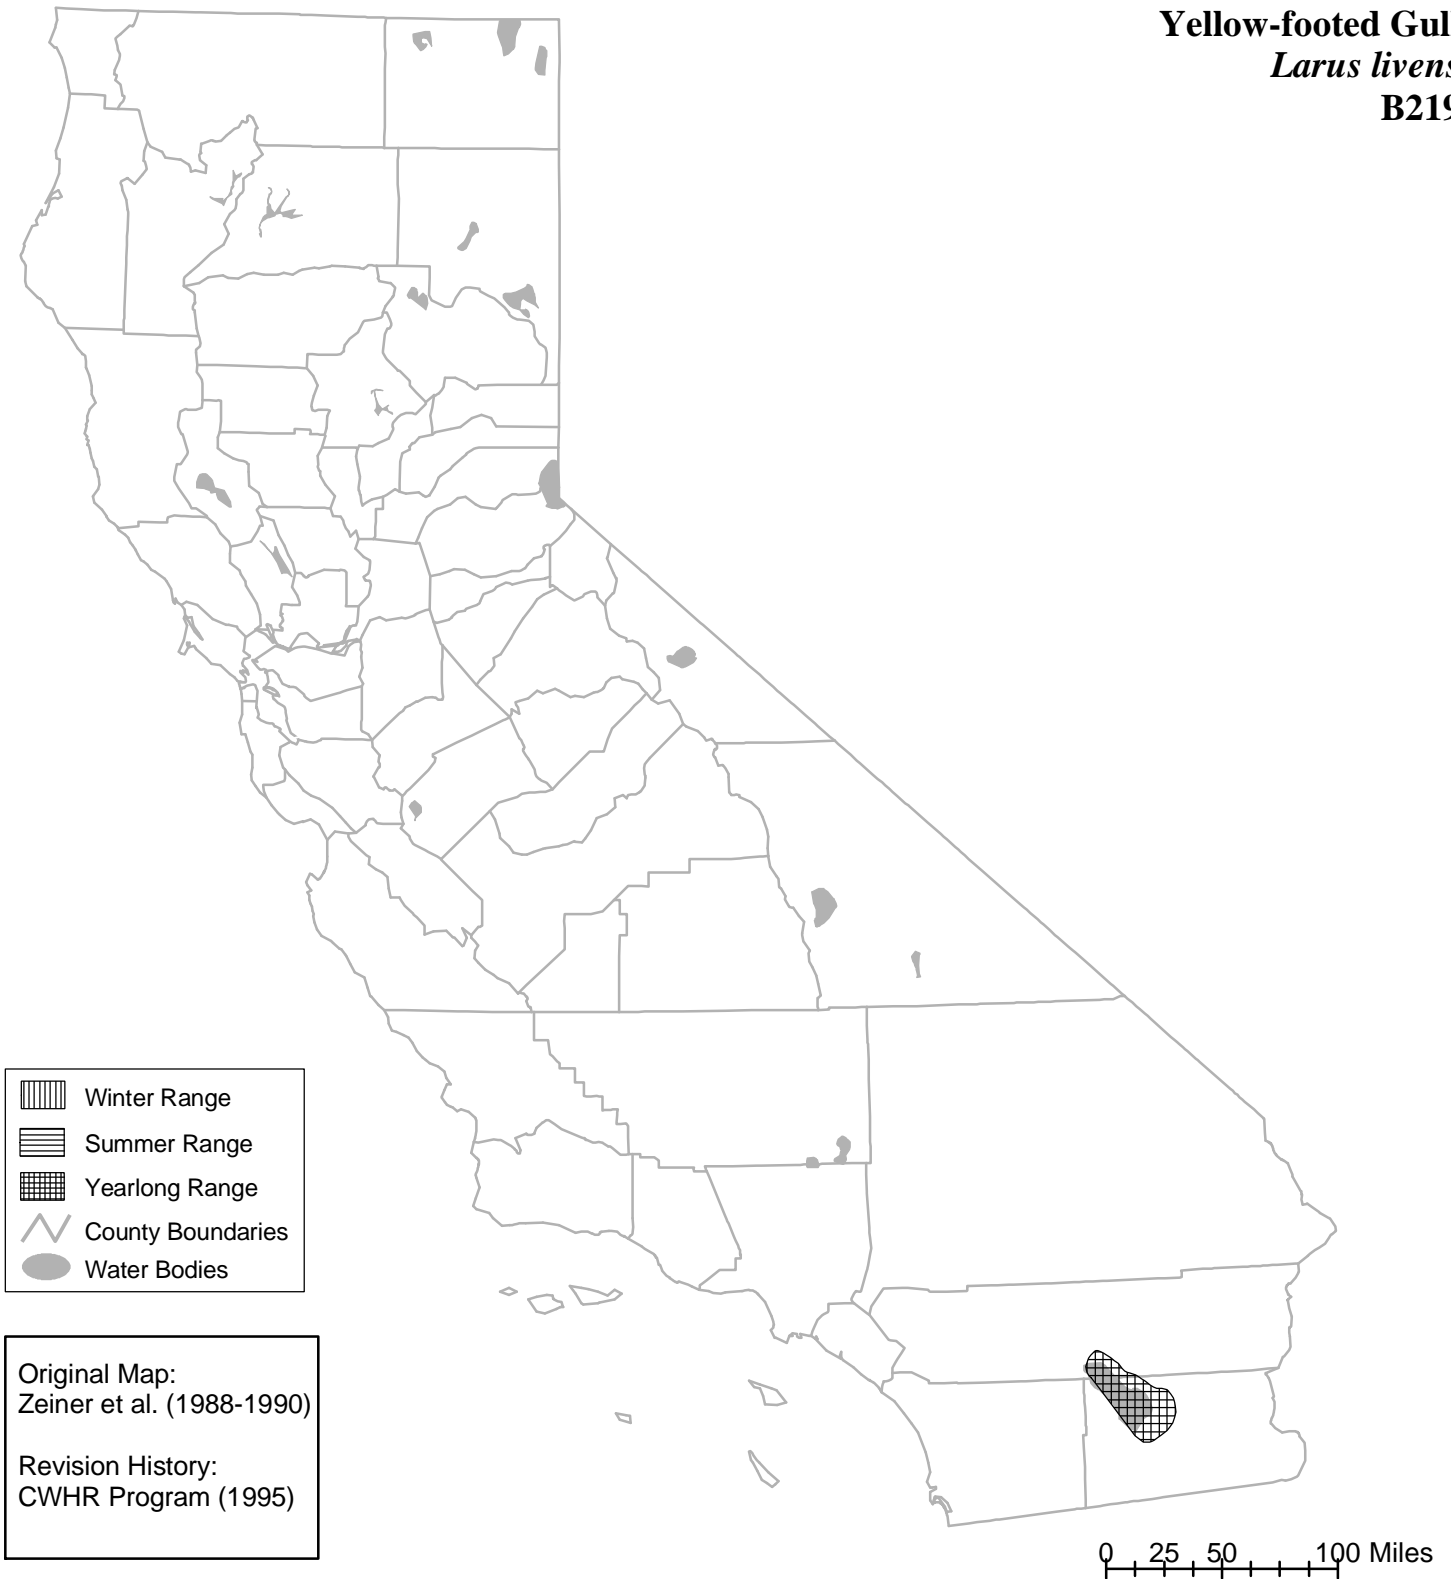 Yellow-footed Gull
Larus livens
B219
Winter Range
Summer Range
Yearlong Range
County Boundaries
Water Bodies
Original Map:
Zeiner et al. (1988-1990)
Revision History:
CWHR Program (1995)
0 25 50 100 Miles